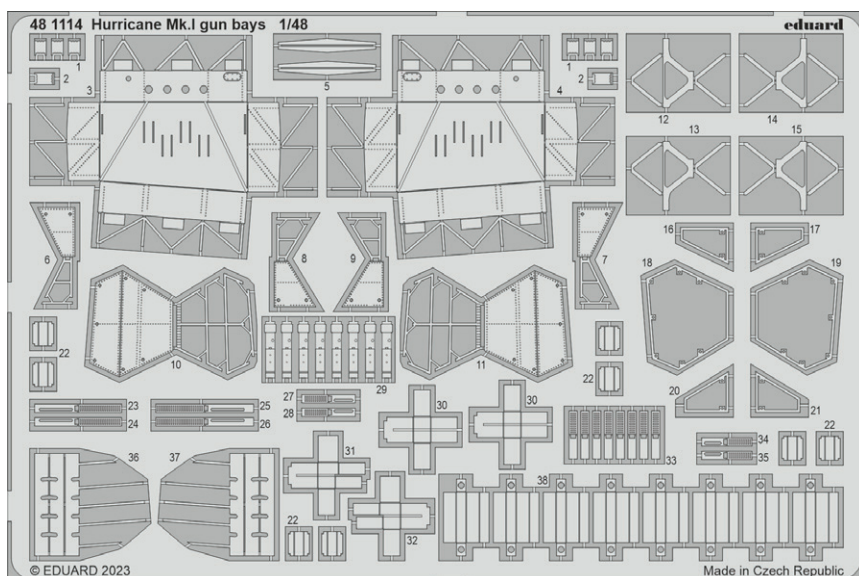 48 1114 Hurricane Mk.I gun bays 1/48 eduard
1 1
2 2
3 5 4
12 14
13 15
6 8 9 7
16 17
18 19
10 11
22 29 22
20 21
23 25 27 30 30
24 26 28
36 37 31 33 34 22
35
38
22 32
© EDUARD 2023 Made in Czech Republic